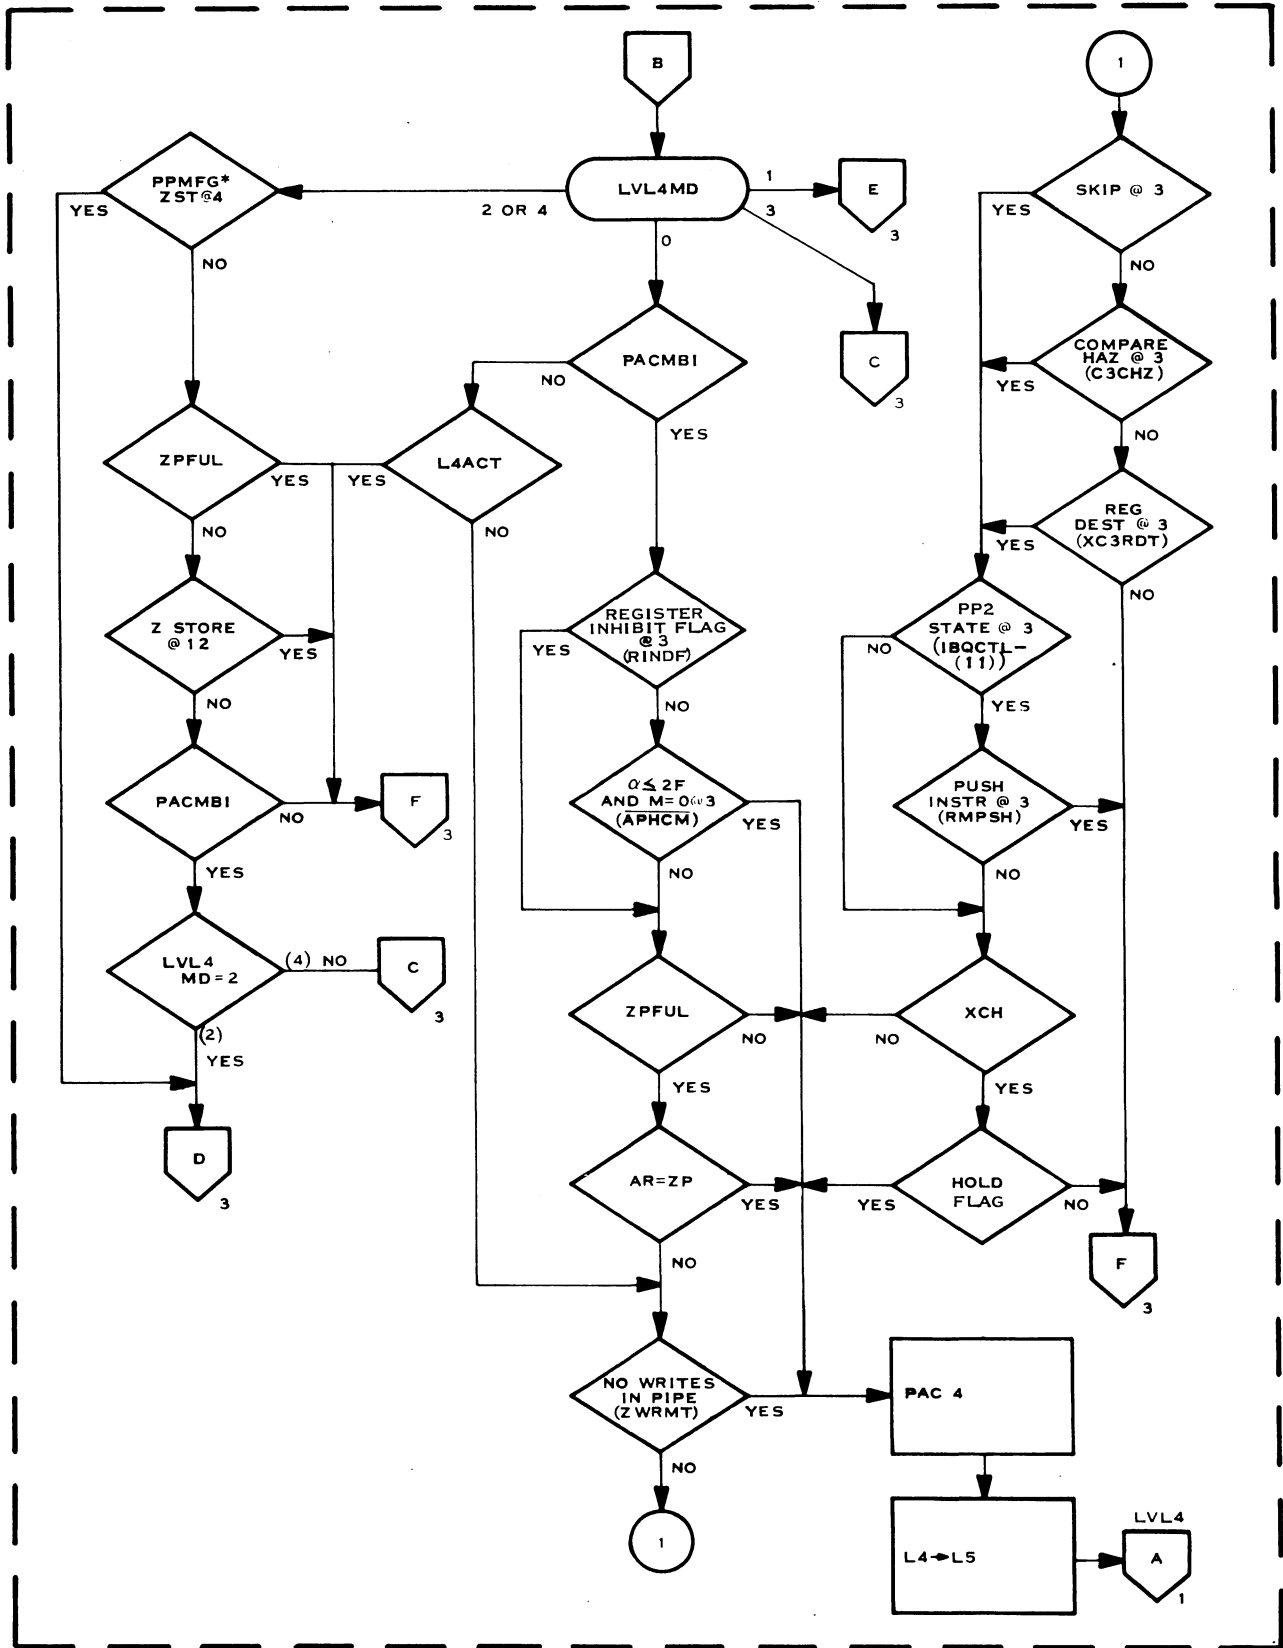 B
1
LVL4MD
2 OR 4
1
3
0
E
3
C
3
PPMFG*
ZST@4
YES
NO
SKIP @ 3
YES
NO
PACMBI
NO
YES
COMPARE
HAZ @ 3
(C3CHZ)
YES
NO
ZPFUL
YES
NO
L4ACT
YES
NO
REG
DEST @ 3
(XC3RDT)
YES
NO
Z STORE
@ 12
YES
NO
REGISTER
INHIBIT FLAG
@ 3
(RINDF)
YES
NO
PP2
STATE @ 3
(IBQCTL-
(11))
NO
YES
PACMBI
NO
YES
F
3
α≤ 2F
AND M=0@3
(APHCM)
YES
NO
PUSH
INSTR @ 3
(RMPSH)
YES
NO
LVL4
MD=2
(4) NO
(2)
YES
C
3
ZPFUL
NO
YES
XCH
NO
YES
D
3
AR=ZP
YES
NO
HOLD
FLAG
YES
NO
F
3
NO WRITES
IN PIPE
(ZWRMT)
YES
NO
PAC 4
1
L4→L5
LVL4
A
1